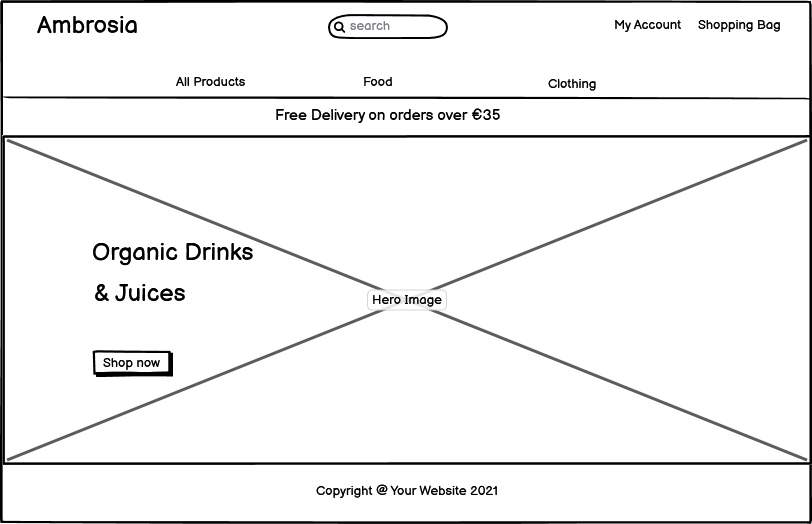 Ambrosia
search
My Account
Shopping Bag
All Products
Food
Clothing
Free Delivery on orders over €35
Organic Drinks
& Juices
Hero Image
Shop now
Copyright @ Your Website 2021